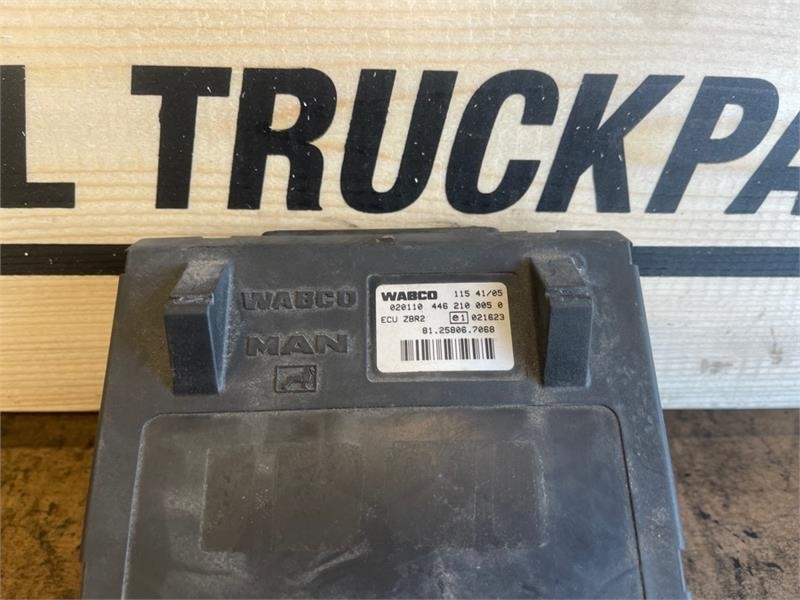 L TRUCKPA
WABCO
MAN
WABCO 115 41/05
020110 446 210 005 0
ECU ZBR2 e1 021623
81.25806.7068